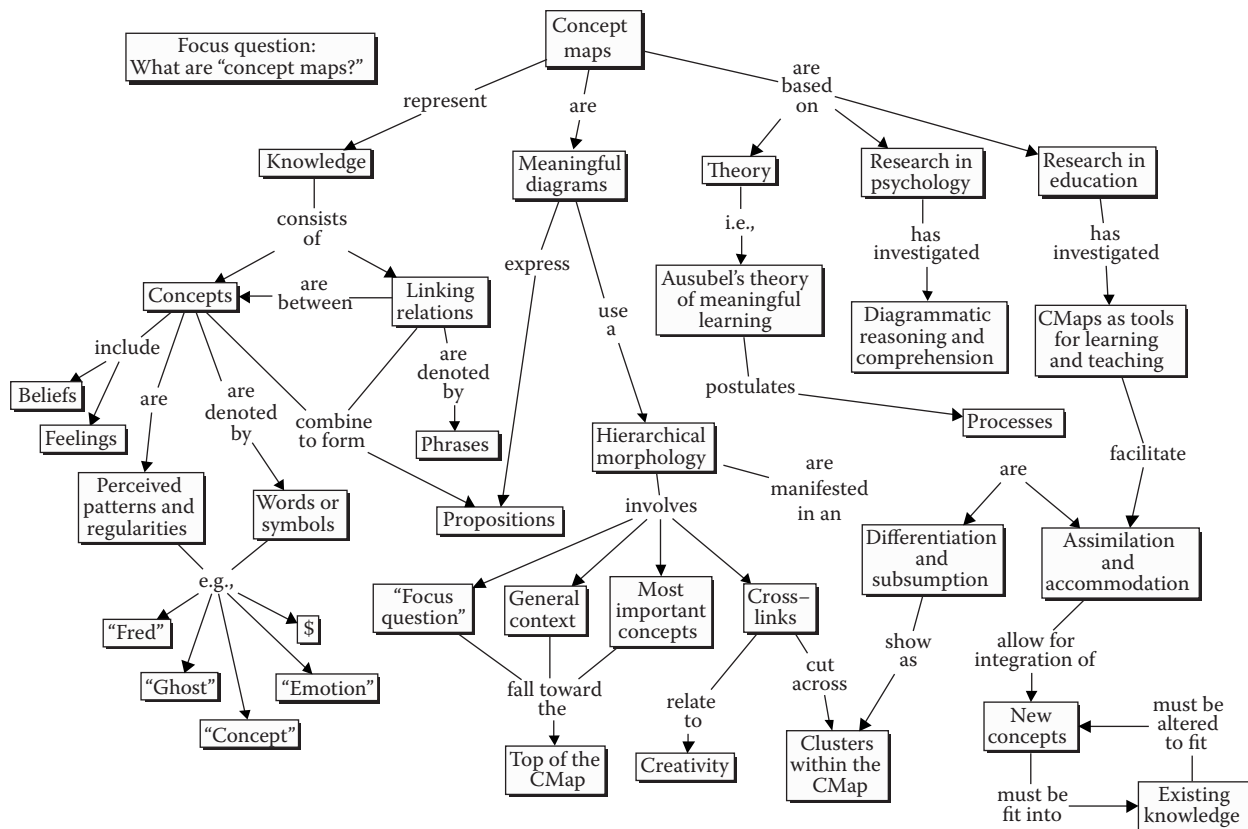 Concept
maps
Focus question:
What are “concept maps?”
represent
are
are
based
on
Knowledge
Meaningful
diagrams
Theory
Research in
psychology
Research in
education
consists
of
express
use
a
i.e.,
has
investigated
has
investigated
Concepts
are
between
Linking
relations
Ausubel’s theory
of meaningful
learning
Diagrammatic
reasoning and
comprehension
CMaps as tools
for learning
and teaching
include
Beliefs
Feelings
are
are
denoted
by
combine
to form
are
denoted
by
Phrases
postulates
Processes
Hierarchical
morphology
are
manifested
in an
are
facilitate
Perceived
patterns and
regularities
Words or
symbols
Propositions
involves
Differentiation
and
subsumption
Assimilation
and
accommodation
e.g.,
“Fred”
$
“Ghost”
“Emotion”
“Concept”
“Focus
question”
General
context
Most
important
concepts
Cross–
links
fall toward
the
relate
to
cut
across
show
as
allow for
integration of
Top of the
CMap
Creativity
Clusters
within the
CMap
New
concepts
must be
altered
to fit
must be
fit into
Existing
knowledge